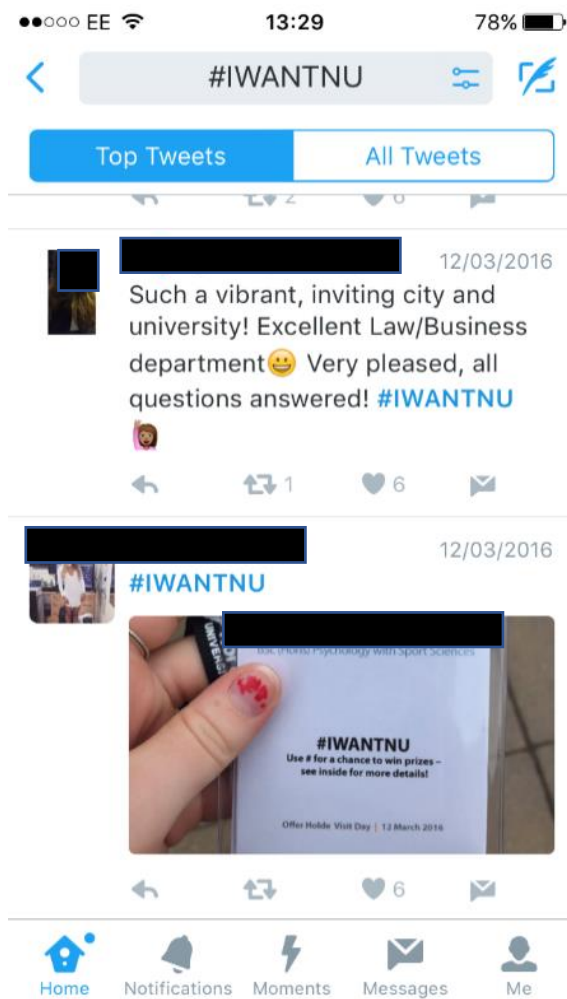 EE 13:29 78%
#IWANTNU
Top Tweets All Tweets
2 6
12/03/2016
Such a vibrant, inviting city and
university! Excellent Law/Business
department😀 Very pleased, all
questions answered! #IWANTNU
🙋🏽
1 6
12/03/2016
#IWANTNU
BSc (Hons) Psychology with Sport Sciences
#IWANTNU
Use # for a chance to win prizes –
see inside for more details!
Offer Holde Visit Day | 12 March 2016
6
Home Notifications Moments Messages Me